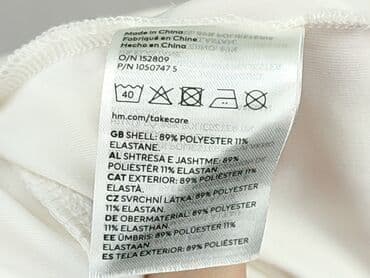 Made in China
Fabriqué en Chine
Hecho en China
O/N 152809
P/N 1050747 S
40
hm.com/takecare
GB SHELL: 89% POLYESTER 11%
ELASTANE.
AL SHTRESA E JASHTME: 89%
POLIESTËR 11% ELASTAN.
CAT EXTERIOR: 89% POLIÈSTER 11%
ELASTÀ.
CZ SVRCHNÍ LÁTKA: 89% POLYESTER
11% ELASTAN.
DE OBERMATERIAL: 89% POLYESTER
11% ELASTHAN.
EE ÜMBRIS: 89% POLÜESTER 11%
ELASTAAN
ES TELA EXTERIOR: 89% POLIÉSTER